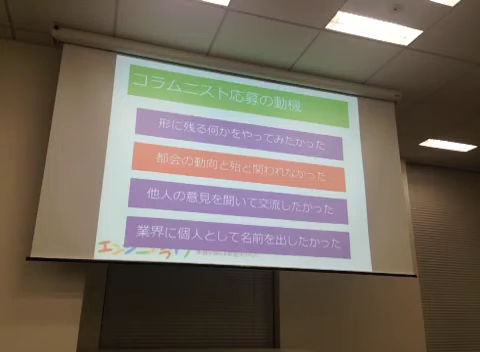 コラムニスト応募の動機
形に残る何かをやってみたかった
都会の動向と殆と関われなかった
他人の意見を聞いて交流したかった
業界に個人として名前を出したかった